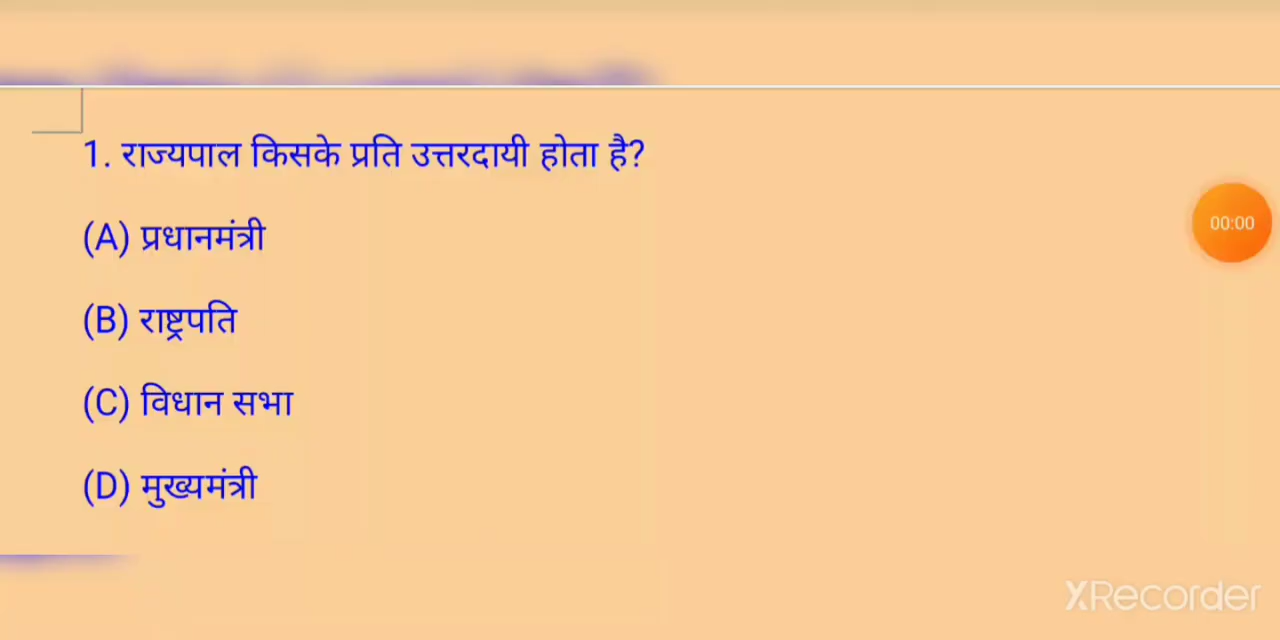 1. राज्यपाल किसके प्रति उत्तरदायी होता है?
(A) प्रधानमंत्री
00:00
(B) राष्ट्रपति
(C) विधान सभा
(D) मुख्यमंत्री
XRecorder